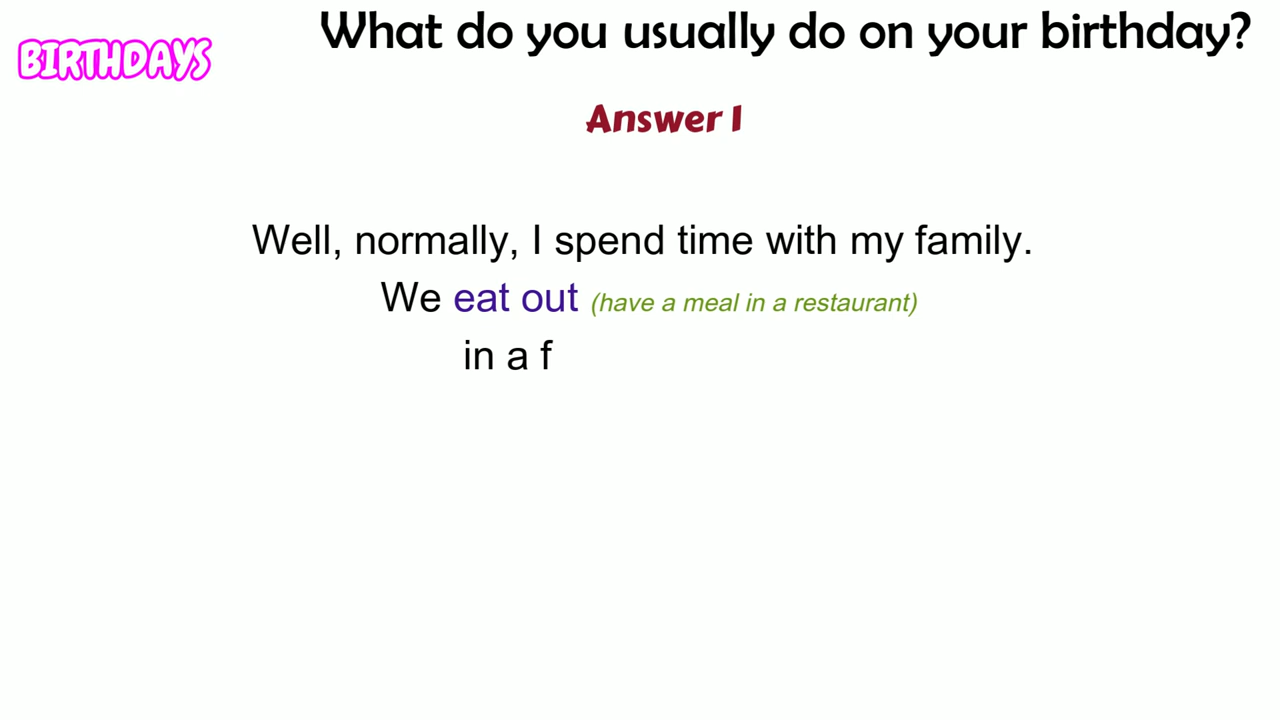 BIRTHDAYS
What do you usually do on your birthday?
Answer 1
Well, normally, I spend time with my family.
We eat out (have a meal in a restaurant)
in a f